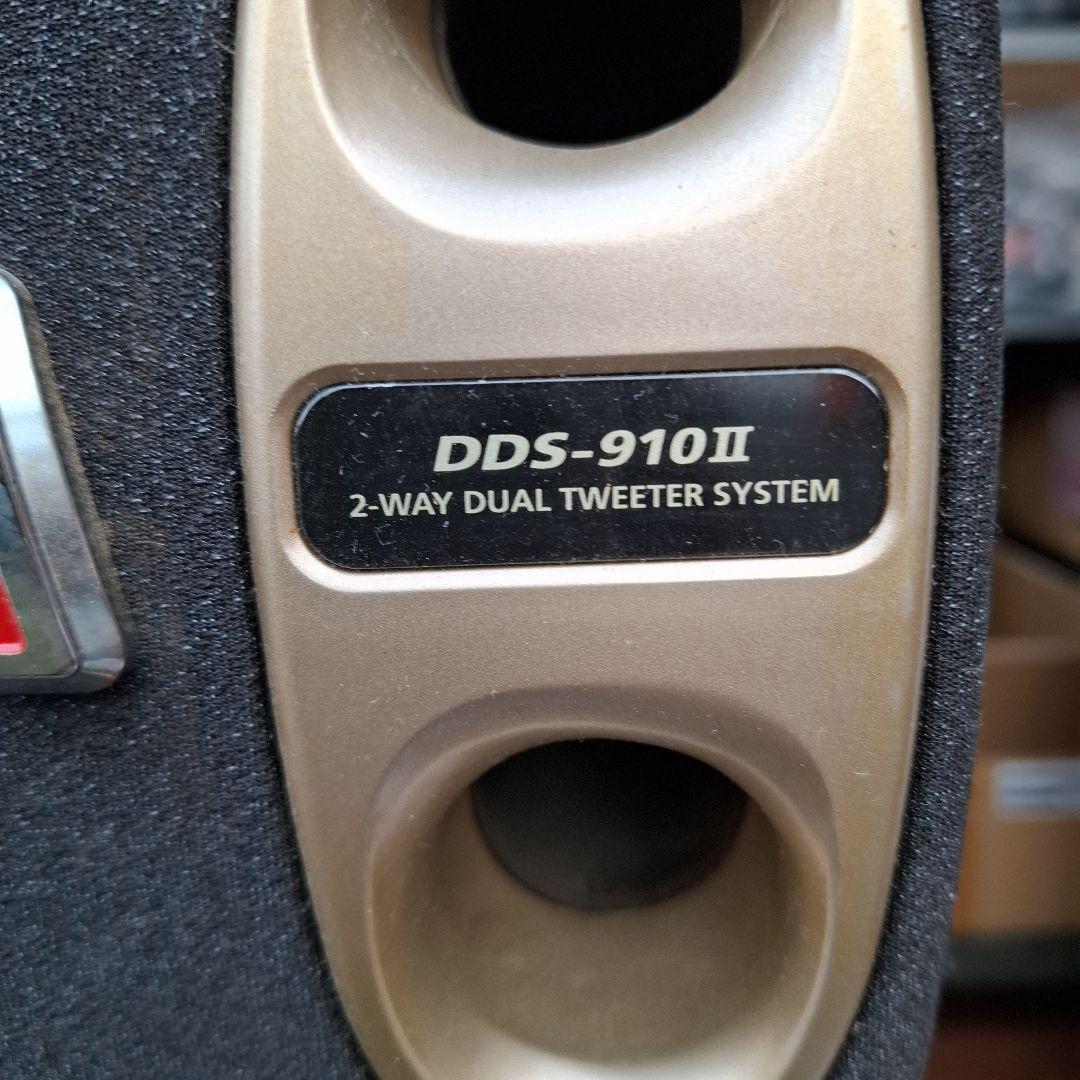 DDS-910Ⅱ
2-WAY DUAL TWEETER SYSTEM